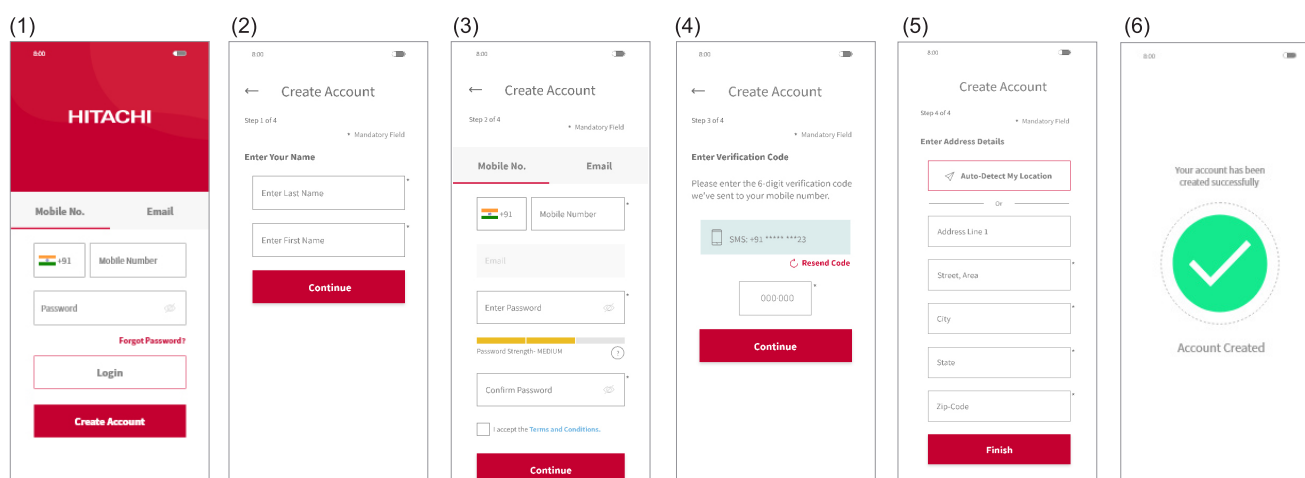 (1)
8:00
HITACHI
Mobile No. Email
+91 Mobile Number
Password
Forgot Password?
Login
Create Account
(2)
8:00
← Create Account
Step 1 of 4
* Mandatory Field
Enter Your Name
Enter Last Name *
Enter First Name *
Continue
(3)
8:00
← Create Account
Step 2 of 4
* Mandatory Field
Mobile No. Email
+91 Mobile Number *
Email
Enter Password *
Password Strength- MEDIUM ?
Confirm Password *
I accept the Terms and Conditions.
Continue
(4)
8:00
← Create Account
Step 3 of 4
* Mandatory Field
Enter Verification Code
Please enter the 6-digit verification code
we've sent to your mobile number.
SMS: +91 ***** ***23
Resend Code
000-000 *
Continue
(5)
8:00
Create Account
Step 4 of 4
* Mandatory Field
Enter Address Details
Auto-Detect My Location
Or
Address Line 1
Street, Area *
City *
State *
Zip-Code *
Finish
(6)
8:00
Your account has been
created successfully
Account Created